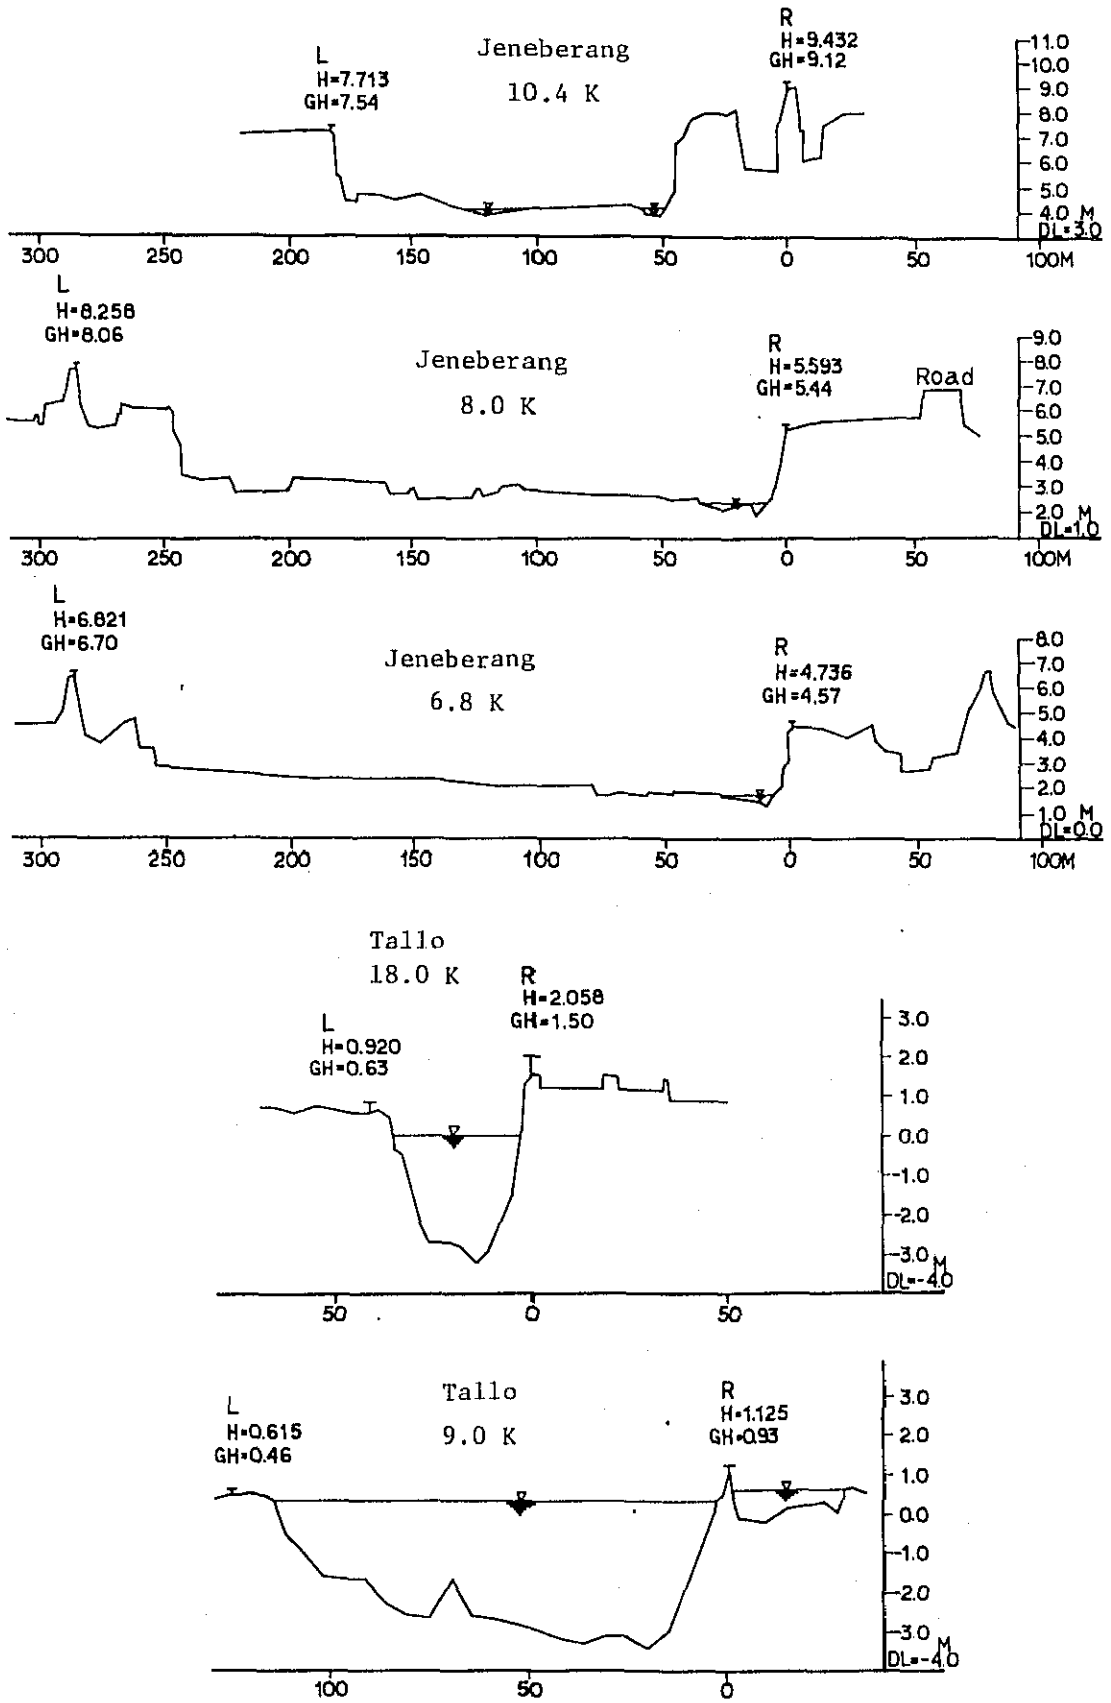 Jeneberang
10.4 K
L
H=7.713
GH=7.54
R
H=9.432
GH=9.12
11.0
10.0
9.0
8.0
7.0
6.0
5.0
4.0 M
DL=3.0
300 250 200 150 100 50 0 50 100M
L
H=8.258
GH=8.06
Jeneberang
8.0 K
R
H=5.593
GH=5.44
Road
9.0
8.0
7.0
6.0
5.0
4.0
3.0
2.0 M
DL=1.0
300 250 200 150 100 50 0 50 100M
L
H=6.821
GH=6.70
Jeneberang
6.8 K
R
H=4.736
GH=4.57
8.0
7.0
6.0
5.0
4.0
3.0
2.0
1.0 M
DL=0.0
300 250 200 150 100 50 0 50 100M
Tallo
18.0 K
L
H=0.920
GH=0.63
R
H=2.058
GH=1.50
3.0
2.0
1.0
0.0
-1.0
-2.0
-3.0 M
DL=-4.0
50 0 50
Tallo
9.0 K
L
H=0.615
GH=0.46
R
H=1.125
GH=0.93
3.0
2.0
1.0
0.0
-1.0
-2.0
-3.0 M
DL=-4.0
100 50 0